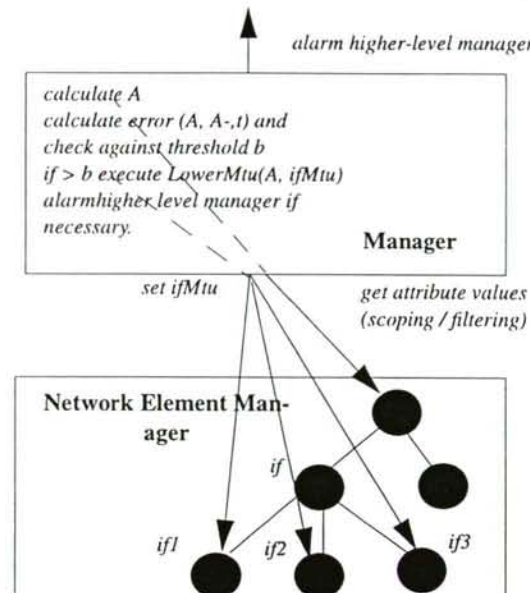 alarm higher-level manager
calculate A
calculate error (A, A-,t) and
check against threshold b
if > b execute LowerMtu(A, ifMtu)
alarmhigher level manager if
necessary.
Manager
set ifMtu
get attribute values
(scoping / filtering)
Network Element Man-
ager
if
if1
if2
if3